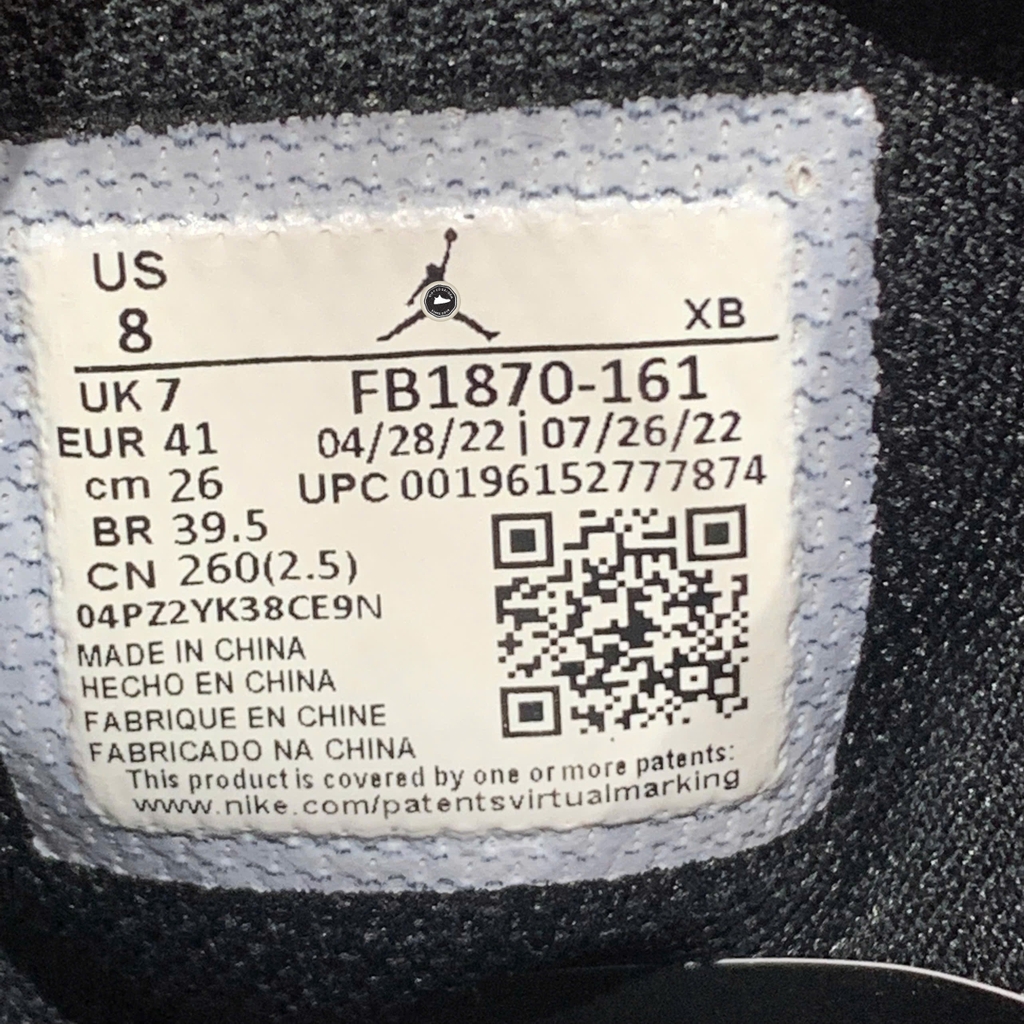 US
8
XB
UK 7
FB1870-161
EUR 41
04/28/22 | 07/26/22
cm 26
UPC 00196152777874
BR 39.5
CN 260(2.5)
04PZ2YK38CE9N
MADE IN CHINA
HECHO EN CHINA
FABRIQUE EN CHINE
FABRICADO NA CHINA
This product is covered by one or more patents:
www.nike.com/patentsvirtualmarking